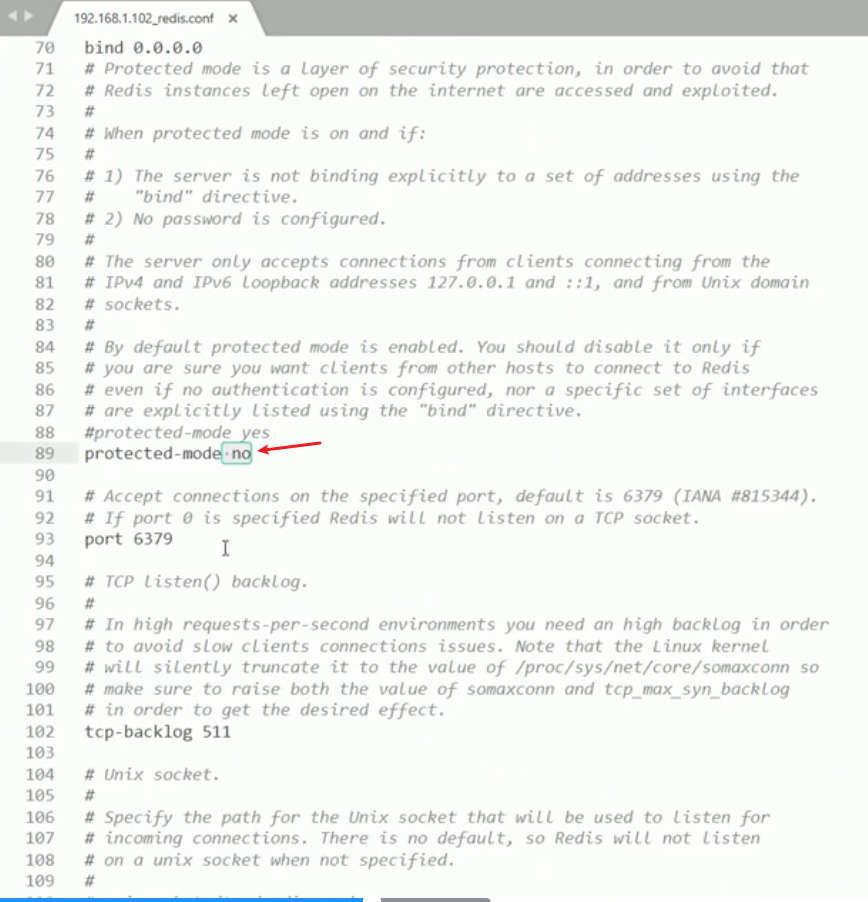 192.168.1.102_redis.conf ×
70 bind 0.0.0.0
71 # Protected mode is a layer of security protection, in order to avoid that
72 # Redis instances left open on the internet are accessed and exploited.
73 #
74 # When protected mode is on and if:
75 #
76 # 1) The server is not binding explicitly to a set of addresses using the
77 #    "bind" directive.
78 # 2) No password is configured.
79 #
80 # The server only accepts connections from clients connecting from the
81 # IPv4 and IPv6 loopback addresses 127.0.0.1 and ::1, and from Unix domain
82 # sockets.
83 #
84 # By default protected mode is enabled. You should disable it only if
85 # you are sure you want clients from other hosts to connect to Redis
86 # even if no authentication is configured, nor a specific set of interfaces
87 # are explicitly listed using the "bind" directive.
88 #protected-mode yes
89 protected-mode no
90
91 # Accept connections on the specified port, default is 6379 (IANA #815344).
92 # If port 0 is specified Redis will not listen on a TCP socket.
93 port 6379
94
95 # TCP listen() backlog.
96 #
97 # In high requests-per-second environments you need an high backlog in order
98 # to avoid slow clients connections issues. Note that the Linux kernel
99 # will silently truncate it to the value of /proc/sys/net/core/somaxconn so
100 # make sure to raise both the value of somaxconn and tcp_max_syn_backlog
101 # in order to get the desired effect.
102 tcp-backlog 511
103
104 # Unix socket.
105 #
106 # Specify the path for the Unix socket that will be used to listen for
107 # incoming connections. There is no default, so Redis will not listen
108 # on a unix socket when not specified.
109 #